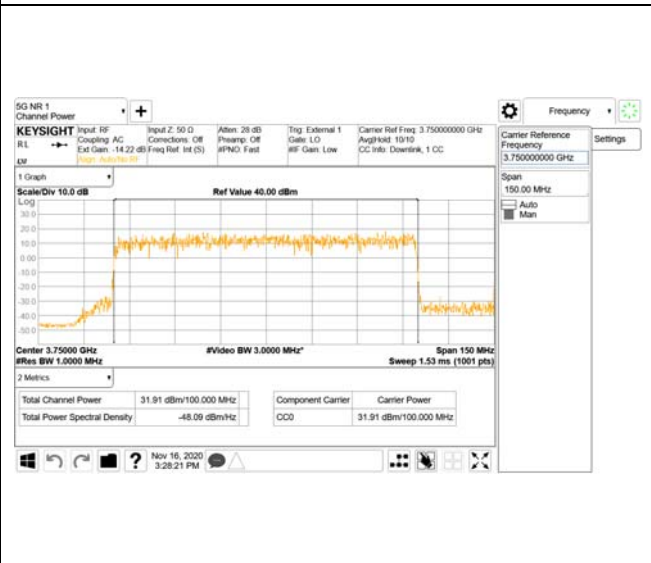 5G NR 1
Channel Power
+
Frequency
KEYSIGHT
RL
Input: RF
Coupling: AC
Ext Gain: -14.22 dB
Align: Auto/No RF
Input Z: 50 Ω
Corrections: Off
Freq Ref: Int (S)
Atten: 28 dB
Preamp: Off
#PNO: Fast
Trig: External 1
Gate: LO
#IF Gain: Low
Carrier Ref Freq: 3.750000000 GHz
Avg|Hold: 10/10
CC Info: Downlink, 1 CC
Carrier Reference
Frequency
3.750000000 GHz
Settings
Span
150.00 MHz
Auto
Man
1 Graph
Scale/Div 10.0 dB
Ref Value 40.00 dBm
Log
30.0
20.0
10.0
0.00
-10.0
-20.0
-30.0
-40.0
-50.0
Center 3.75000 GHz
#Video BW 3.0000 MHz*
Span 150 MHz
#Res BW 1.0000 MHz
Sweep 1.53 ms (1001 pts)
2 Metrics
Total Channel Power 31.91 dBm/100.000 MHz
Total Power Spectral Density -48.09 dBm/Hz
Component Carrier Carrier Power
CC0 31.91 dBm/100.000 MHz
?
Nov 16, 2020
3:28:21 PM